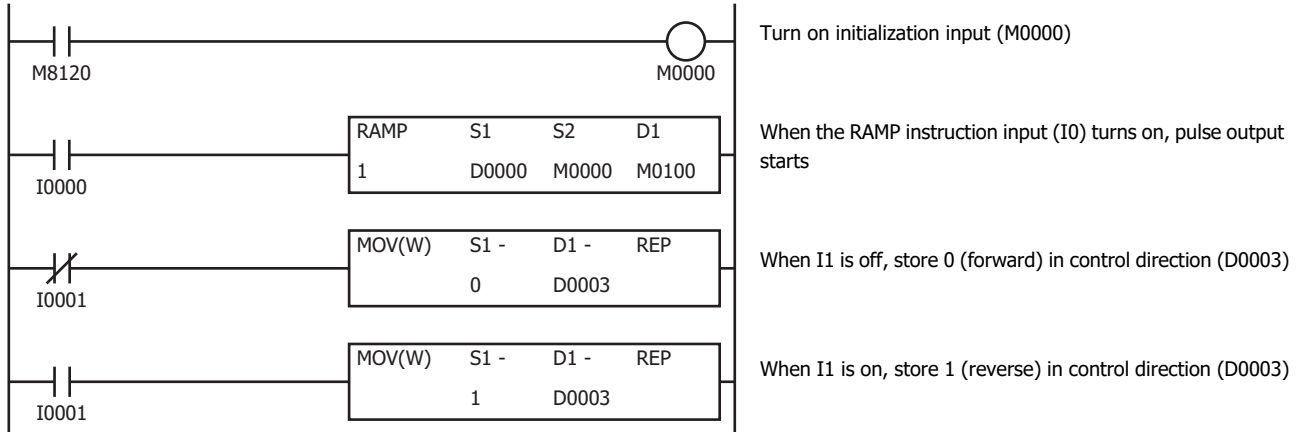 Turn on initialization input (M0000)
M8120
M0000
RAMP S1 S2 D1
1 D0000 M0000 M0100
I0000
When the RAMP instruction input (I0) turns on, pulse output
starts
MOV(W) S1 - D1 - REP
0 D0003
I0001
When I1 is off, store 0 (forward) in control direction (D0003)
MOV(W) S1 - D1 - REP
1 D0003
I0001
When I1 is on, store 1 (reverse) in control direction (D0003)